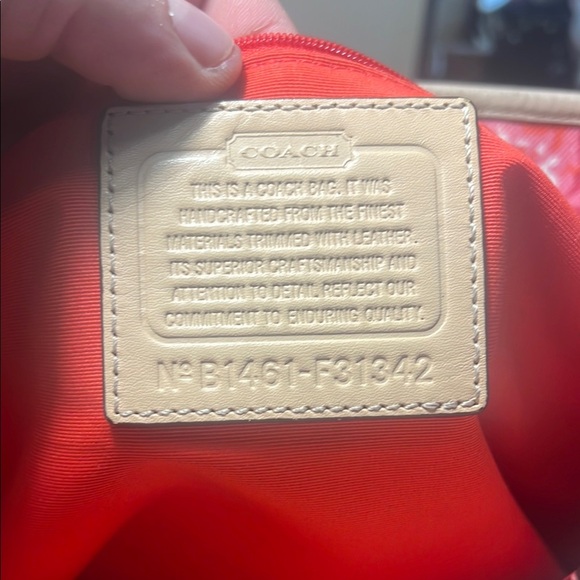 COACH
THIS IS A COACH BAG. IT WAS
HANDCRAFTED FROM THE FINEST
MATERIALS TRIMMED WITH LEATHER.
ITS SUPERIOR CRAFTSMANSHIP AND
ATTENTION TO DETAIL REFLECT OUR
COMMITMENT TO ENDURING QUALITY.
Nº B1461-F31342